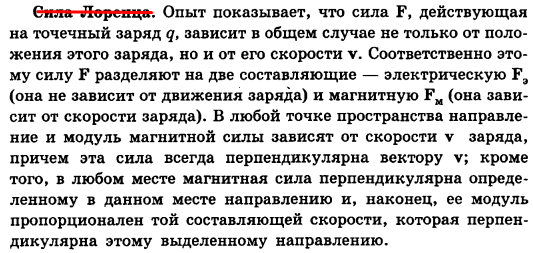 Сила Лоренца. Опыт показывает, что сила F, действующая
на точечный заряд q, зависит в общем случае не только от поло-
жения этого заряда, но и от его скорости v. Соответственно это-
му силу F разделяют на две составляющие — электрическую Fэ
(она не зависит от движения заряда) и магнитную Fм (она зави-
сит от скорости заряда). В любой точке пространства направле-
ние и модуль магнитной силы зависят от скорости v заряда,
причем эта сила всегда перпендикулярна вектору v; кроме
того, в любом месте магнитная сила перпендикулярна опреде-
ленному в данном месте направлению и, наконец, ее модуль
пропорционален той составляющей скорости, которая перпен-
дикулярна этому выделенному направлению.